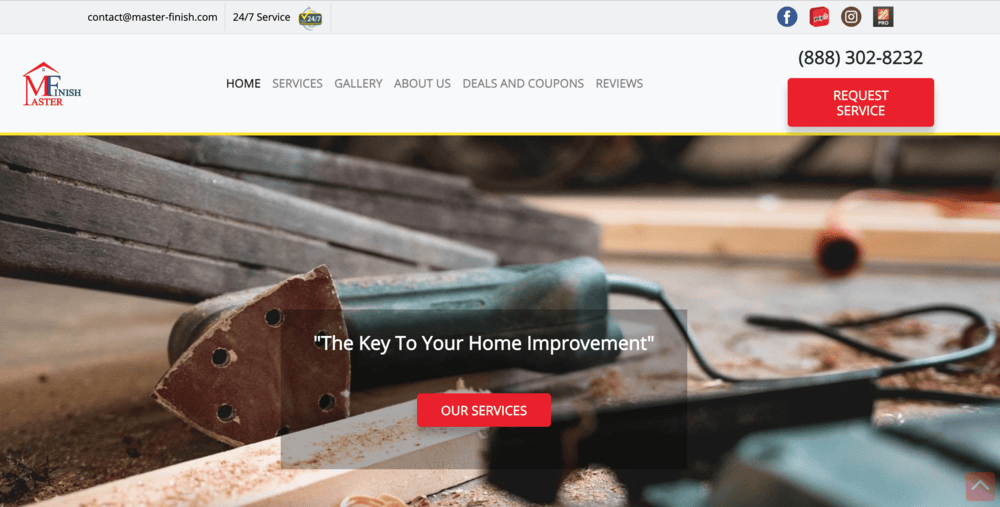 contact@master-finish.com
24/7 Service
24/7
PRO
(888) 302-8232
MASTER FINISH
HOME SERVICES GALLERY ABOUT US DEALS AND COUPONS REVIEWS
REQUEST
SERVICE
"The Key To Your Home Improvement"
OUR SERVICES